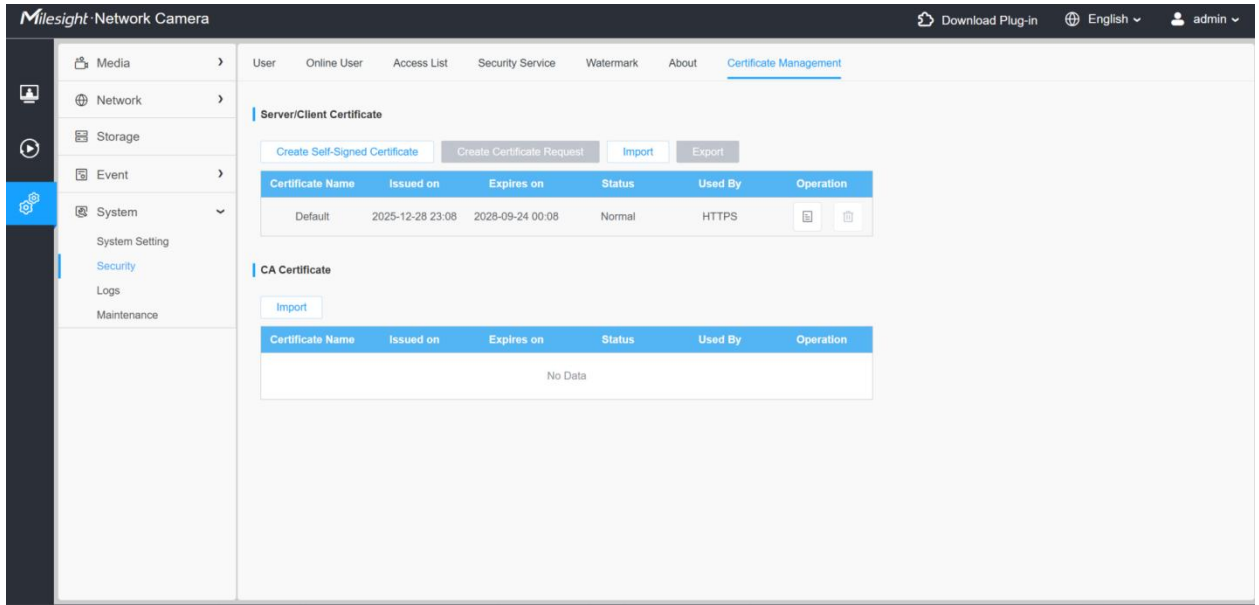 Milesight·Network Camera
Download Plug-in
English
admin
Media
Network
Storage
Event
System
System Setting
Security
Logs
Maintenance
User Online User Access List Security Service Watermark About Certificate Management
Server/Client Certificate
Create Self-Signed Certificate Create Certificate Request Import Export
Certificate Name Issued on Expires on Status Used By Operation
Default 2025-12-28 23:08 2028-09-24 00:08 Normal HTTPS
CA Certificate
Import
Certificate Name Issued on Expires on Status Used By Operation
No Data